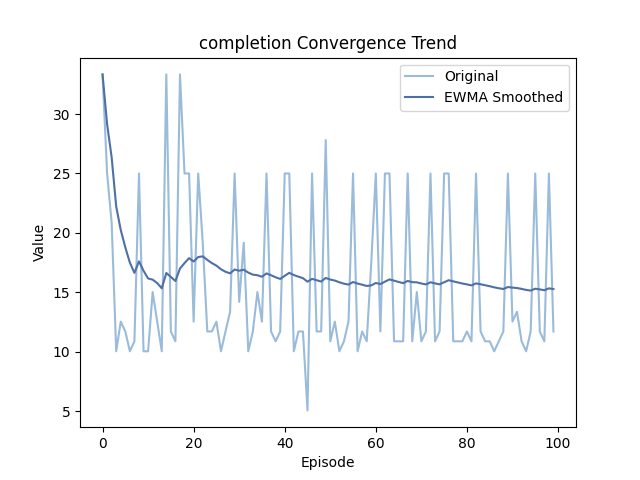 completion Convergence Trend
Original
EWMA Smoothed
30
25
20
15
10
5
Value
0 20 40 60 80 100
Episode